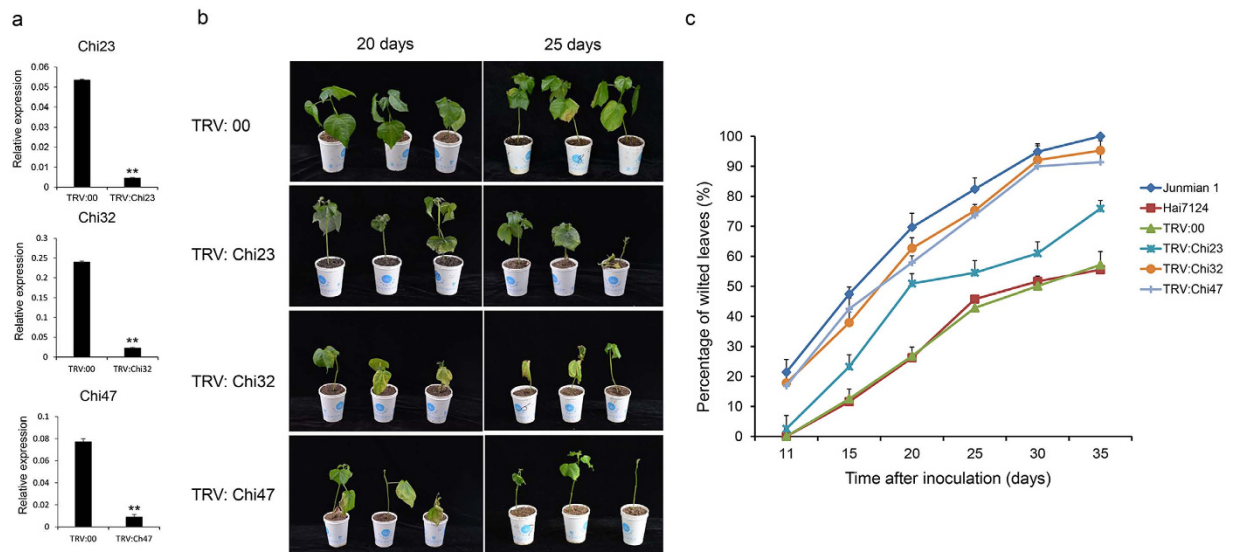 a
Chi23
Relative expression
0.06
0.05
0.04
0.03
0.02
0.01
0
**
TRV:00
TRV:Chi23
Chi32
Relative expression
0.3
0.25
0.2
0.15
0.1
0.05
0
**
TRV:00
TRV:Chi32
Chi47
Relative expression
0.1
0.08
0.06
0.04
0.02
0
**
TRV:00
TRV:Ch47
b
20 days
25 days
TRV: 00
TRV: Chi23
TRV: Chi32
TRV: Chi47
c
Percentage of wilted leaves (%)
100
90
80
70
60
50
40
30
20
10
0
11
15
20
25
30
35
Time after inoculation (days)
Junmian 1
Hai7124
TRV:00
TRV:Chi23
TRV:Chi32
TRV:Chi47